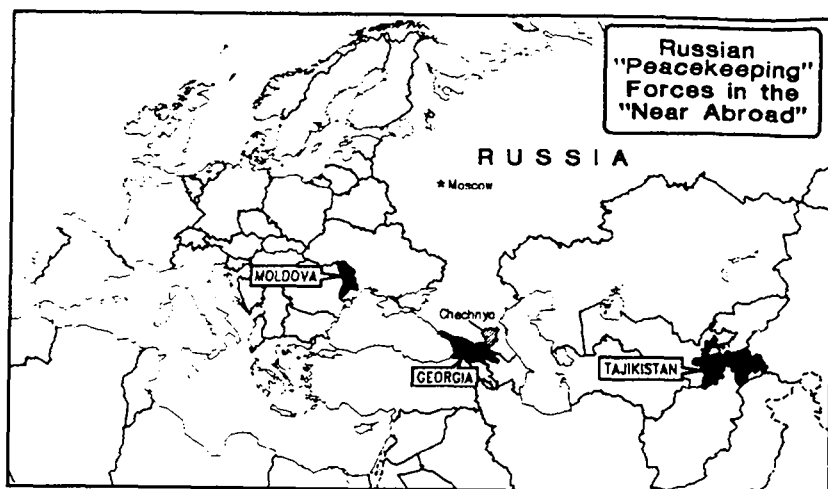 Russian
"Peacekeeping"
Forces in the
"Near Abroad"
RUSSIA
* Moscow
MOLDOVA
Chechnya
GEORGIA
TAJIKISTAN